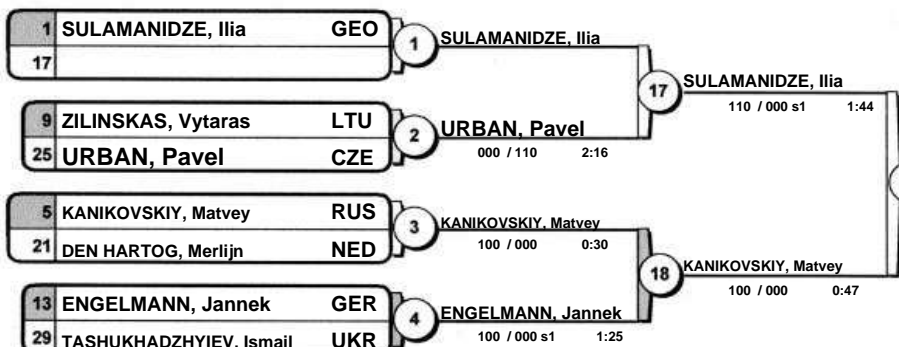 1 SULAMANIDZE, Ilia GEO
17
1 SULAMANIDZE, Ilia
9 ZILINSKAS, Vytaras LTU
25 URBAN, Pavel CZE
2 URBAN, Pavel
000 / 110 2:16
17 SULAMANIDZE, Ilia
110 / 000 s1 1:44
5 KANIKOVSKIY, Matvey RUS
21 DEN HARTOG, Merlijn NED
3 KANIKOVSKIY, Matvey
100 / 000 0:30
13 ENGELMANN, Jannek GER
29 TASHUKHADZHYIEV, Ismail UKR
4 ENGELMANN, Jannek
100 / 000 s1 1:25
18 KANIKOVSKIY, Matvey
100 / 000 0:47